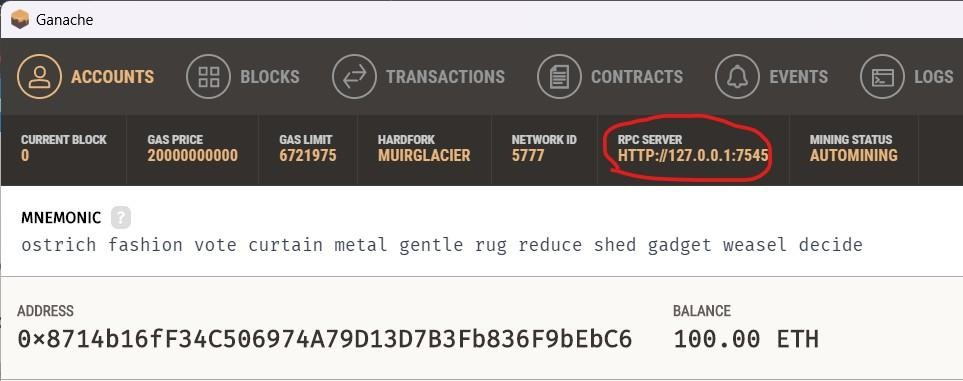 Ganache
ACCOUNTS BLOCKS TRANSACTIONS CONTRACTS EVENTS LOGS
CURRENT BLOCK GAS PRICE GAS LIMIT HARDFORK NETWORK ID RPC SERVER MINING STATUS
0 20000000000 6721975 MUIRGLACIER 5777 HTTP://127.0.0.1:7545 AUTOMINING
MNEMONIC ?
ostrich fashion vote curtain metal gentle rug reduce shed gadget weasel decide
ADDRESS BALANCE
0×8714b16fF34C506974A79D13D7B3Fb836F9bEbC6 100.00 ETH